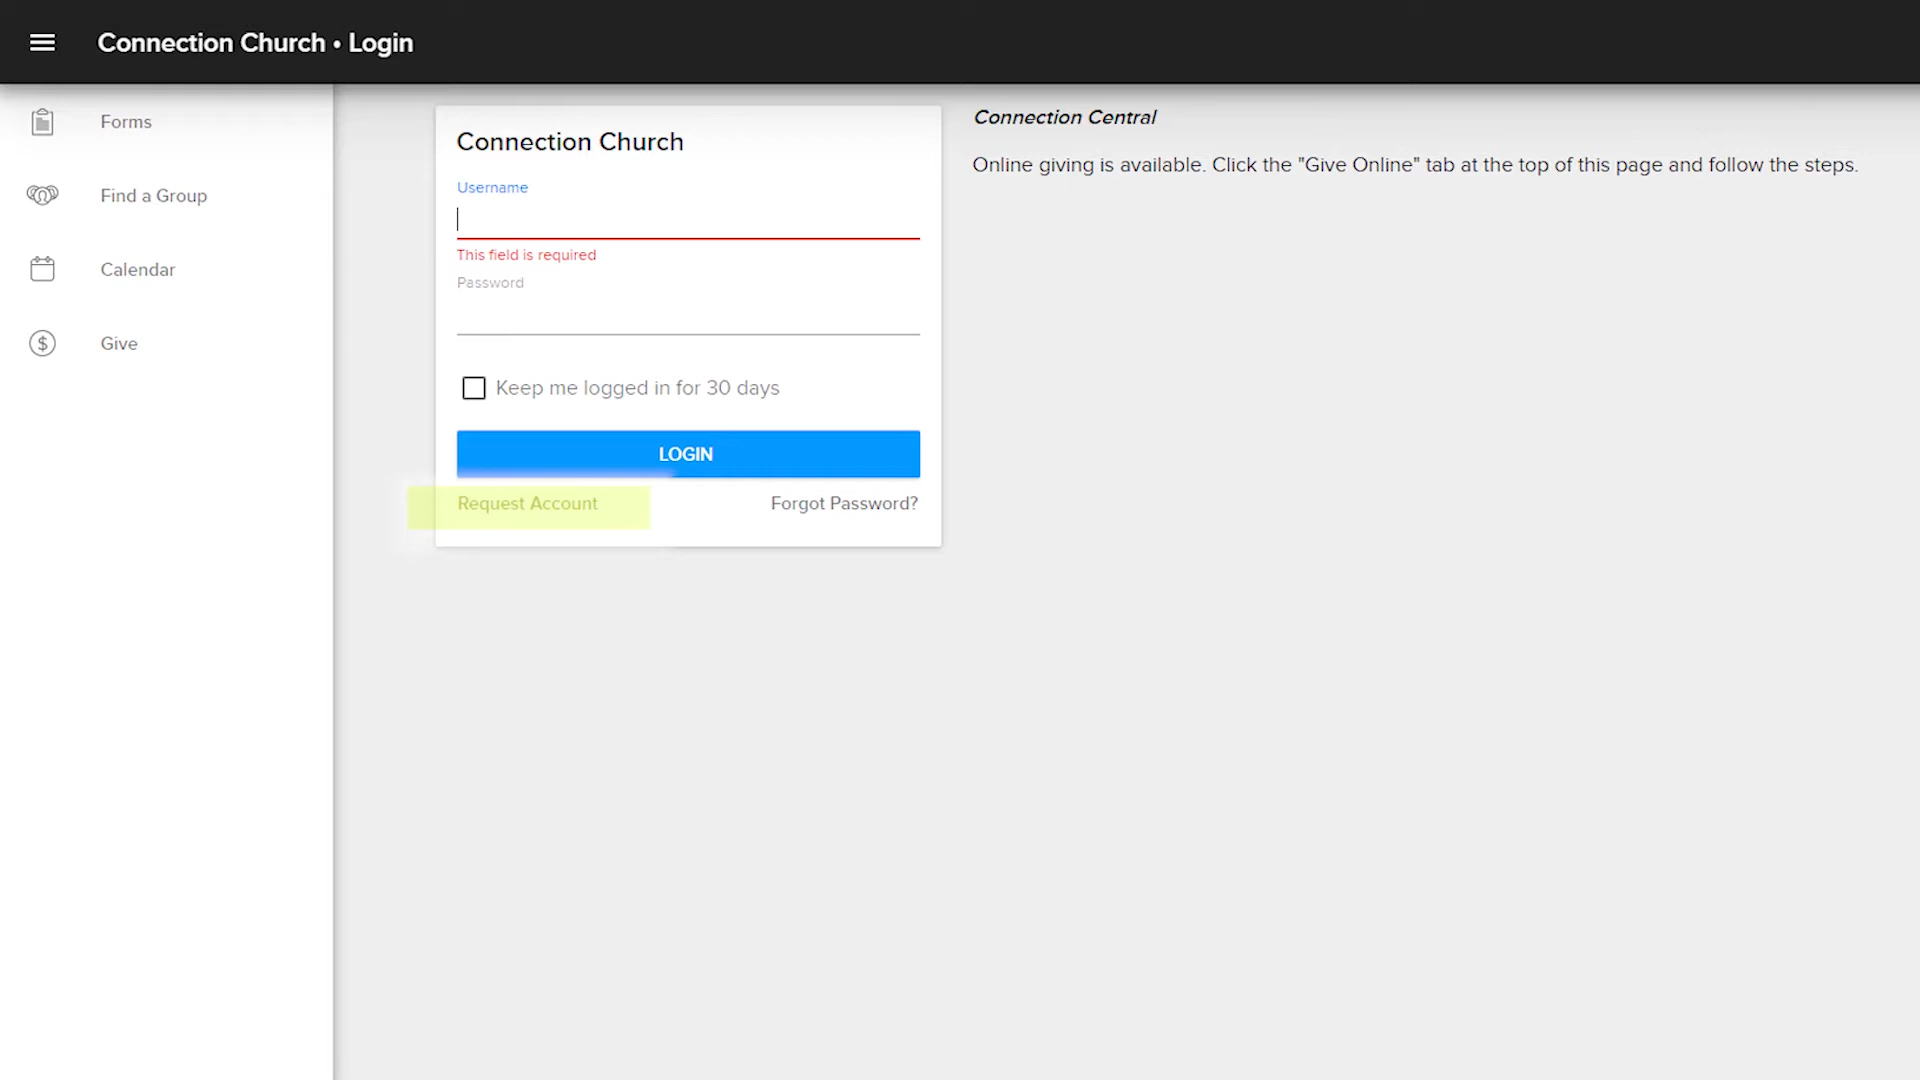 Connection Church • Login
Forms
Find a Group
Calendar
Give
Connection Church
Username
This field is required
Password
Keep me logged in for 30 days
LOGIN
Request Account
Forgot Password?
Connection Central
Online giving is available. Click the "Give Online" tab at the top of this page and follow the steps.